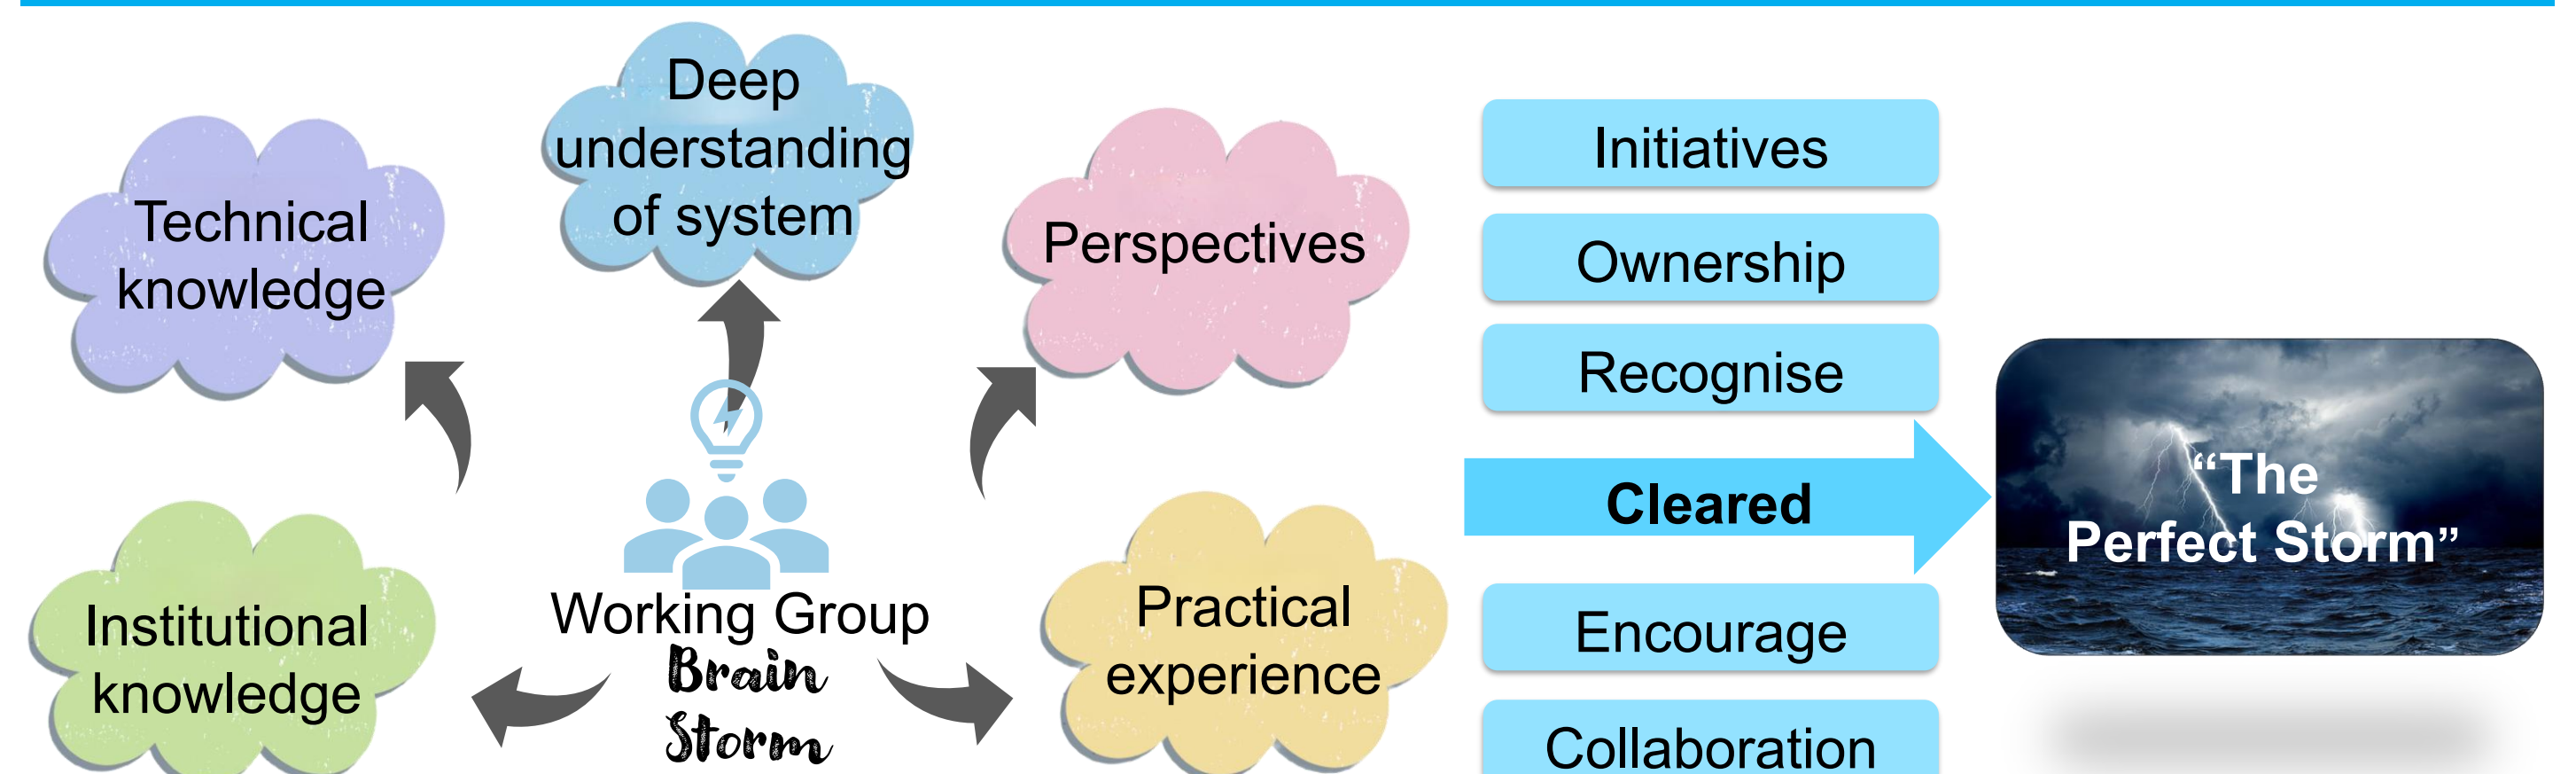 Deep
understanding
of system
Technical
knowledge
Perspectives
Institutional
knowledge
Working Group
Brain
Storm
Practical
experience
Initiatives
Ownership
Recognise
Cleared
Encourage
Collaboration
“The
Perfect Storm”